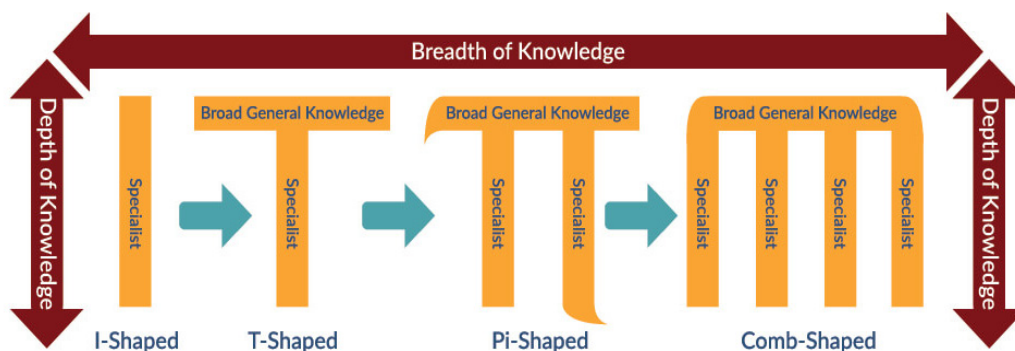 Breadth of Knowledge
Depth of Knowledge
Specialist
I-Shaped
Broad General Knowledge
Specialist
T-Shaped
Broad General Knowledge
Specialist
Specialist
Pi-Shaped
Broad General Knowledge
Specialist
Specialist
Specialist
Specialist
Comb-Shaped
Depth of Knowledge